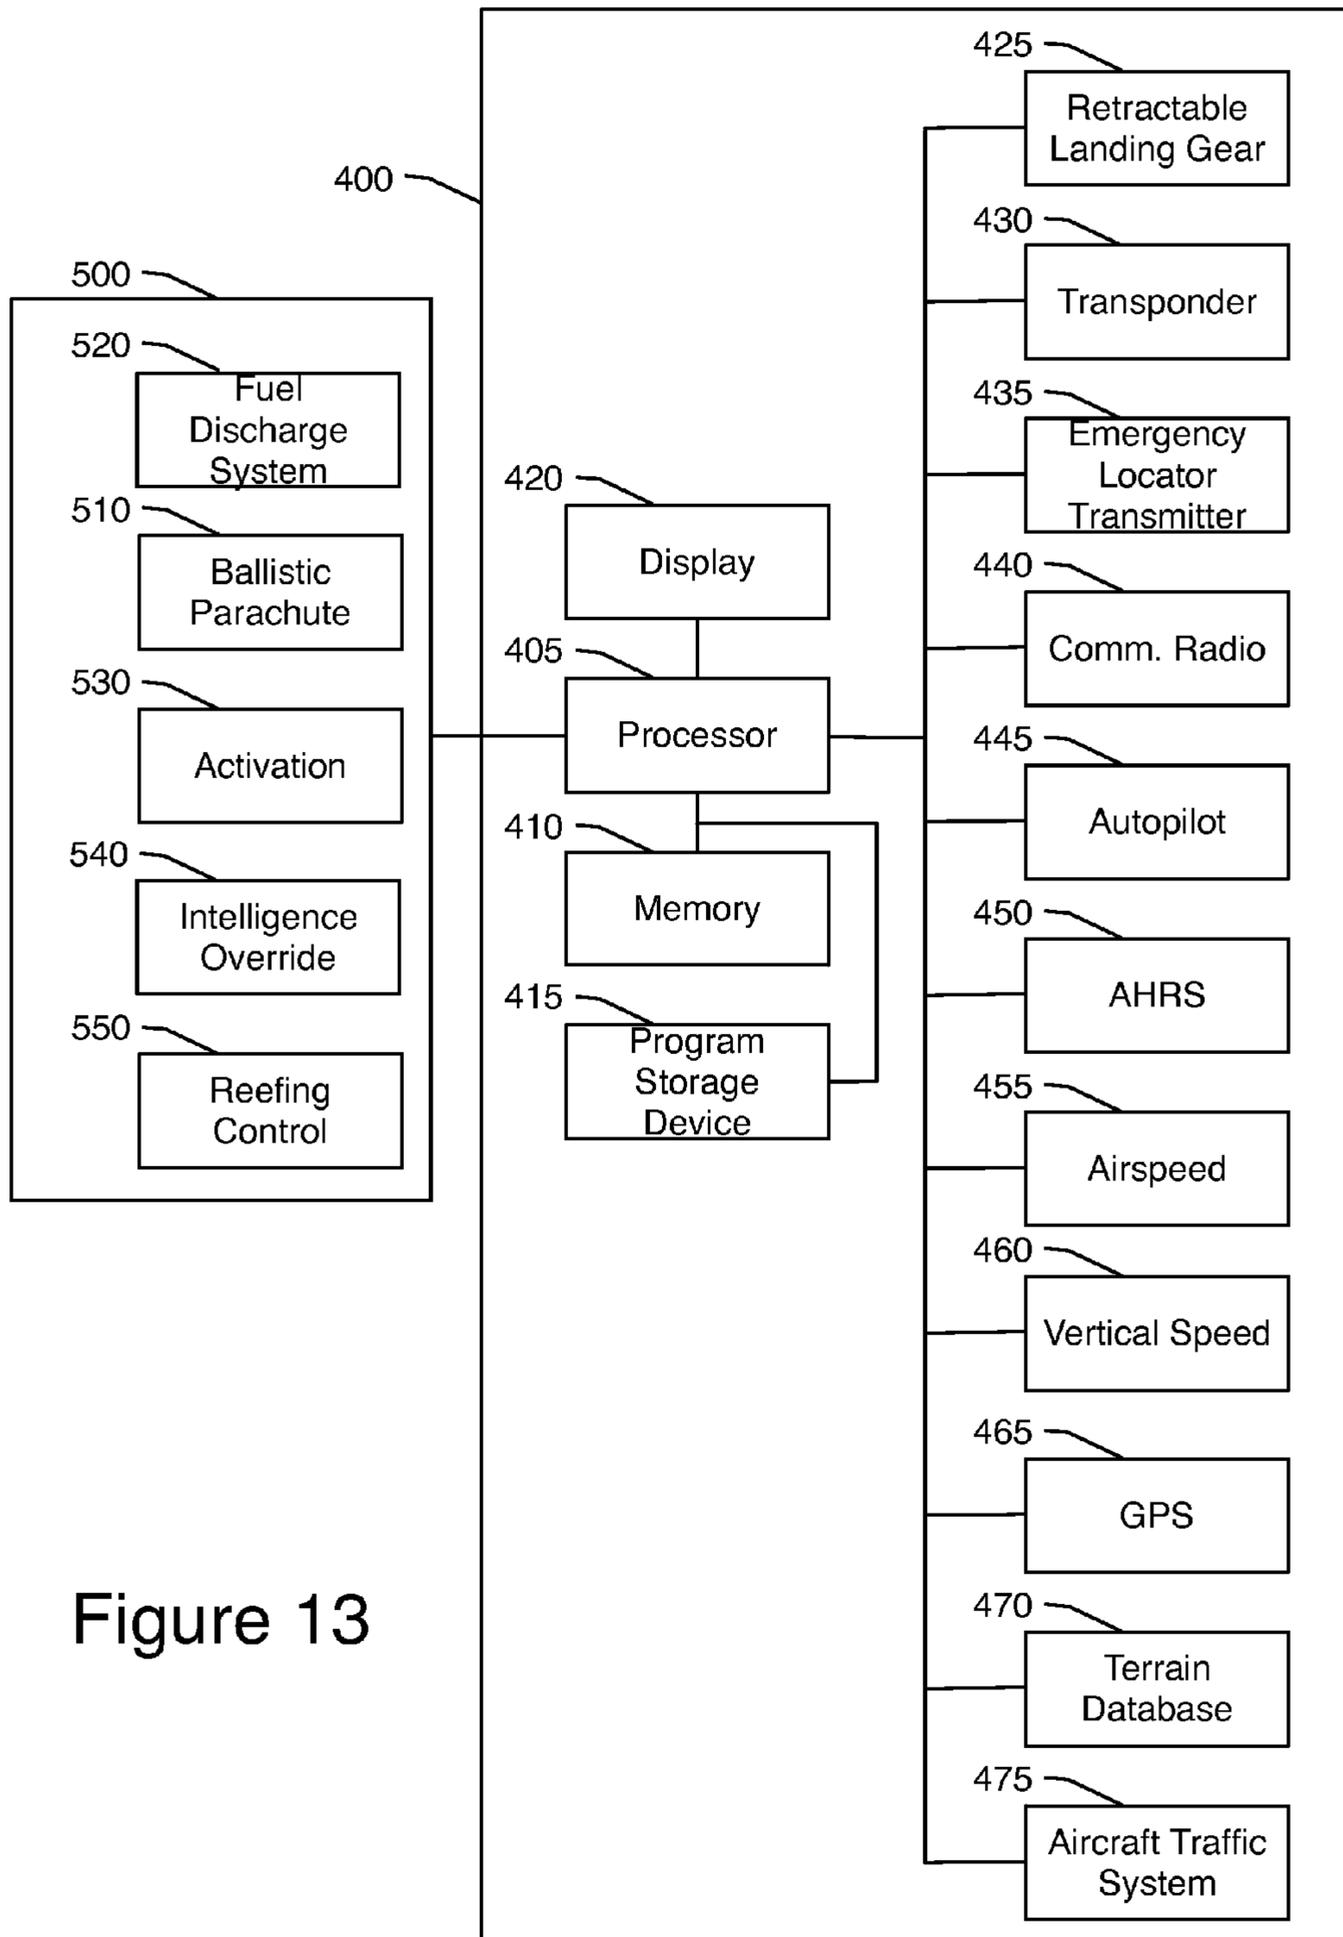 400
500
520
Fuel
Discharge
System
510
Ballistic
Parachute
530
Activation
540
Intelligence
Override
550
Reefing
Control
420
Display
405
Processor
410
Memory
415
Program
Storage
Device
425
Retractable
Landing Gear
430
Transponder
435
Emergency
Locator
Transmitter
440
Comm. Radio
445
Autopilot
450
AHRS
455
Airspeed
460
Vertical Speed
465
GPS
470
Terrain
Database
475
Aircraft Traffic
System
Figure 13